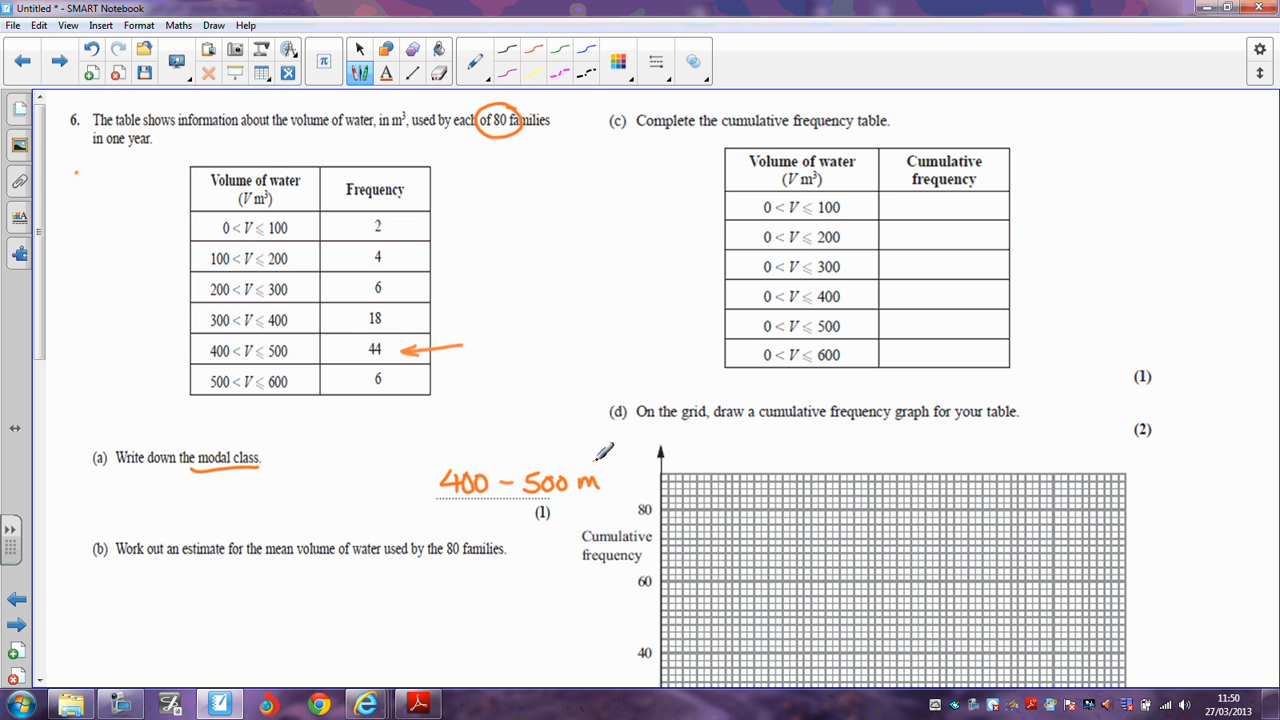 Untitled * - SMART Notebook
File Edit View Insert Format Maths Draw Help
6. The table shows information about the volume of water, in m³, used by each of 80 families
in one year.
Volume of water Frequency
(V m³)
0 < V ⩽ 100 2
100 < V ⩽ 200 4
200 < V ⩽ 300 6
300 < V ⩽ 400 18
400 < V ⩽ 500 44
500 < V ⩽ 600 6
(a) Write down the modal class.
400 - 500 m
(1)
(b) Work out an estimate for the mean volume of water used by the 80 families.
(c) Complete the cumulative frequency table.
Volume of water Cumulative
(V m³) frequency
0 < V ⩽ 100
0 < V ⩽ 200
0 < V ⩽ 300
0 < V ⩽ 400
0 < V ⩽ 500
0 < V ⩽ 600
(1)
(d) On the grid, draw a cumulative frequency graph for your table.
(2)
80
Cumulative
frequency
60
40
11:50
27/03/2013